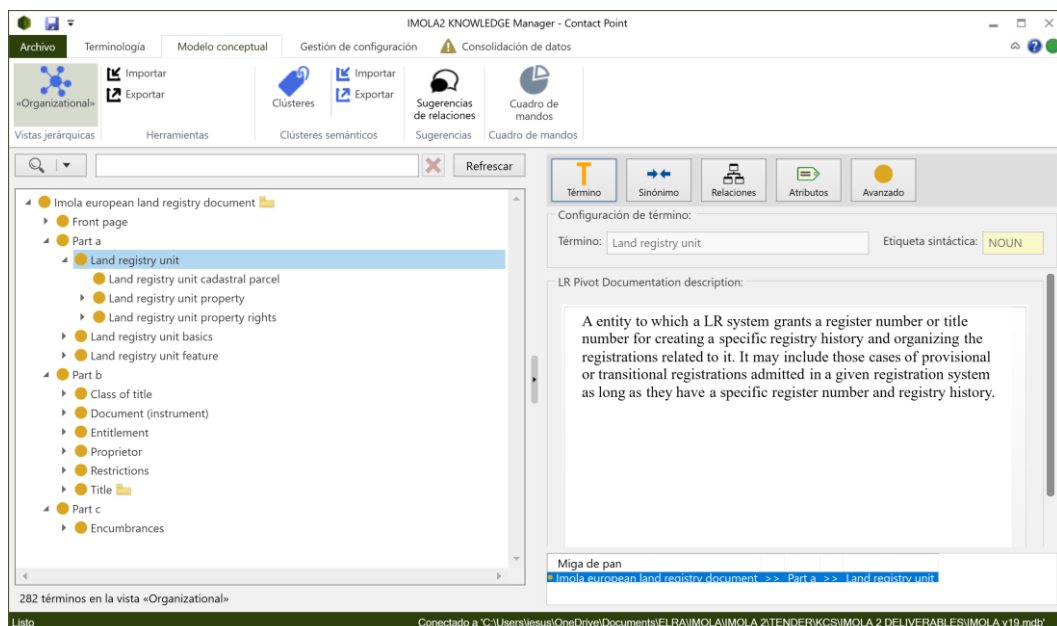 IMOLA2 KNOWLEDGE Manager - Contact Point
Archivo Terminología Modelo conceptual Gestión de configuración Consolidación de datos
«Organizational»
Importar
Exportar
Clústeres
Importar
Exportar
Sugerencias
de relaciones
Cuadro de
mandos
Vistas jerárquicas Herramientas Clústeres semánticos Sugerencias Cuadro de mandos
Refrescar
Imola european land registry document
Front page
Part a
Land registry unit
Land registry unit cadastral parcel
Land registry unit property
Land registry unit property rights
Land registry unit basics
Land registry unit feature
Part b
Class of title
Document (instrument)
Entitlement
Proprietor
Restrictions
Title
Part c
Encumbrances
282 términos en la vista «Organizational»
Término Sinónimo Relaciones Atributos Avanzado
Configuración de término:
Término: Land registry unit Etiqueta sintáctica: NOUN
LR Pivot Documentation description:
A entity to which a LR system grants a register number or title
number for creating a specific registry history and organizing the
registrations related to it. It may include those cases of provisional
or transitional registrations admitted in a given registration system
as long as they have a specific register number and registry history.
Miga de pan
Imola european land registry document >> Part a >> Land registry unit
Listo Conectado a 'C:\Users\jesus\OneDrive\Documents\ELRA\IMOLA\IMOLA 2\TENDER\KCS\IMOLA 2 DELIVERABLES\IMOLA v19.mdb'